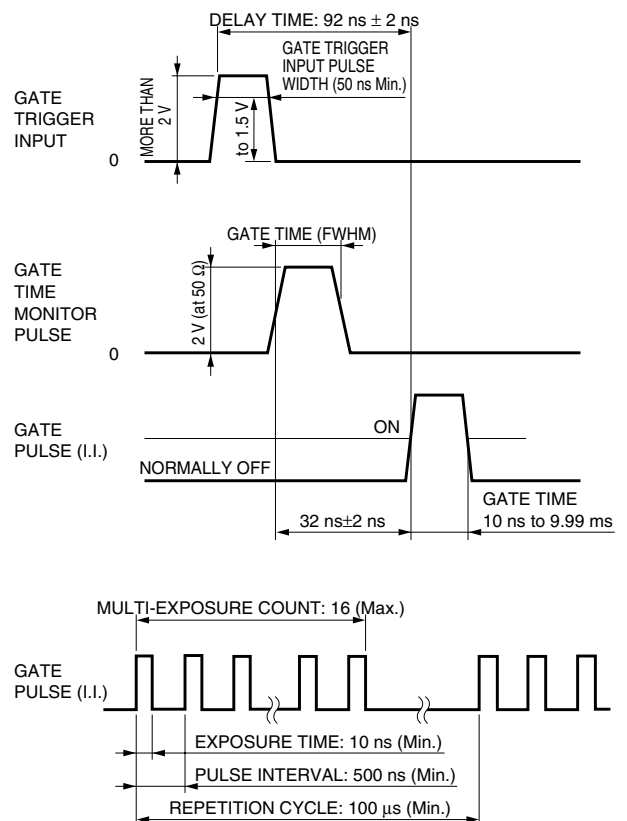 DELAY TIME: 92 ns ± 2 ns
GATE TRIGGER
INPUT PULSE
WIDTH (50 ns Min.)
GATE
TRIGGER
INPUT
MORE THAN
2 V
to 1.5 V
0
GATE TIME (FWHM)
GATE
TIME
MONITOR
PULSE
2 V (at 50 Ω)
0
GATE
PULSE (I.I.)
ON
NORMALLY OFF
GATE TIME
32 ns±2 ns
10 ns to 9.99 ms
MULTI-EXPOSURE COUNT: 16 (Max.)
GATE
PULSE (I.I.)
EXPOSURE TIME: 10 ns (Min.)
PULSE INTERVAL: 500 ns (Min.)
REPETITION CYCLE: 100 µs (Min.)